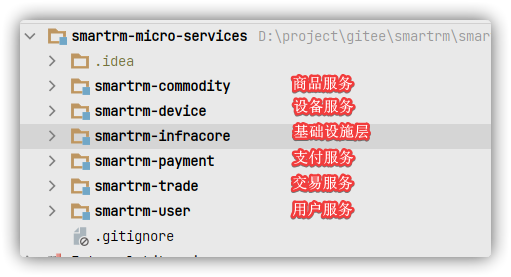 smartrm-micro-services D:\project\gitee\smartrm\smar
.idea
smartrm-commodity 商品服务
smartrm-device 设备服务
smartrm-infracore 基础设施层
smartrm-payment 支付服务
smartrm-trade 交易服务
smartrm-user 用户服务
.gitignore